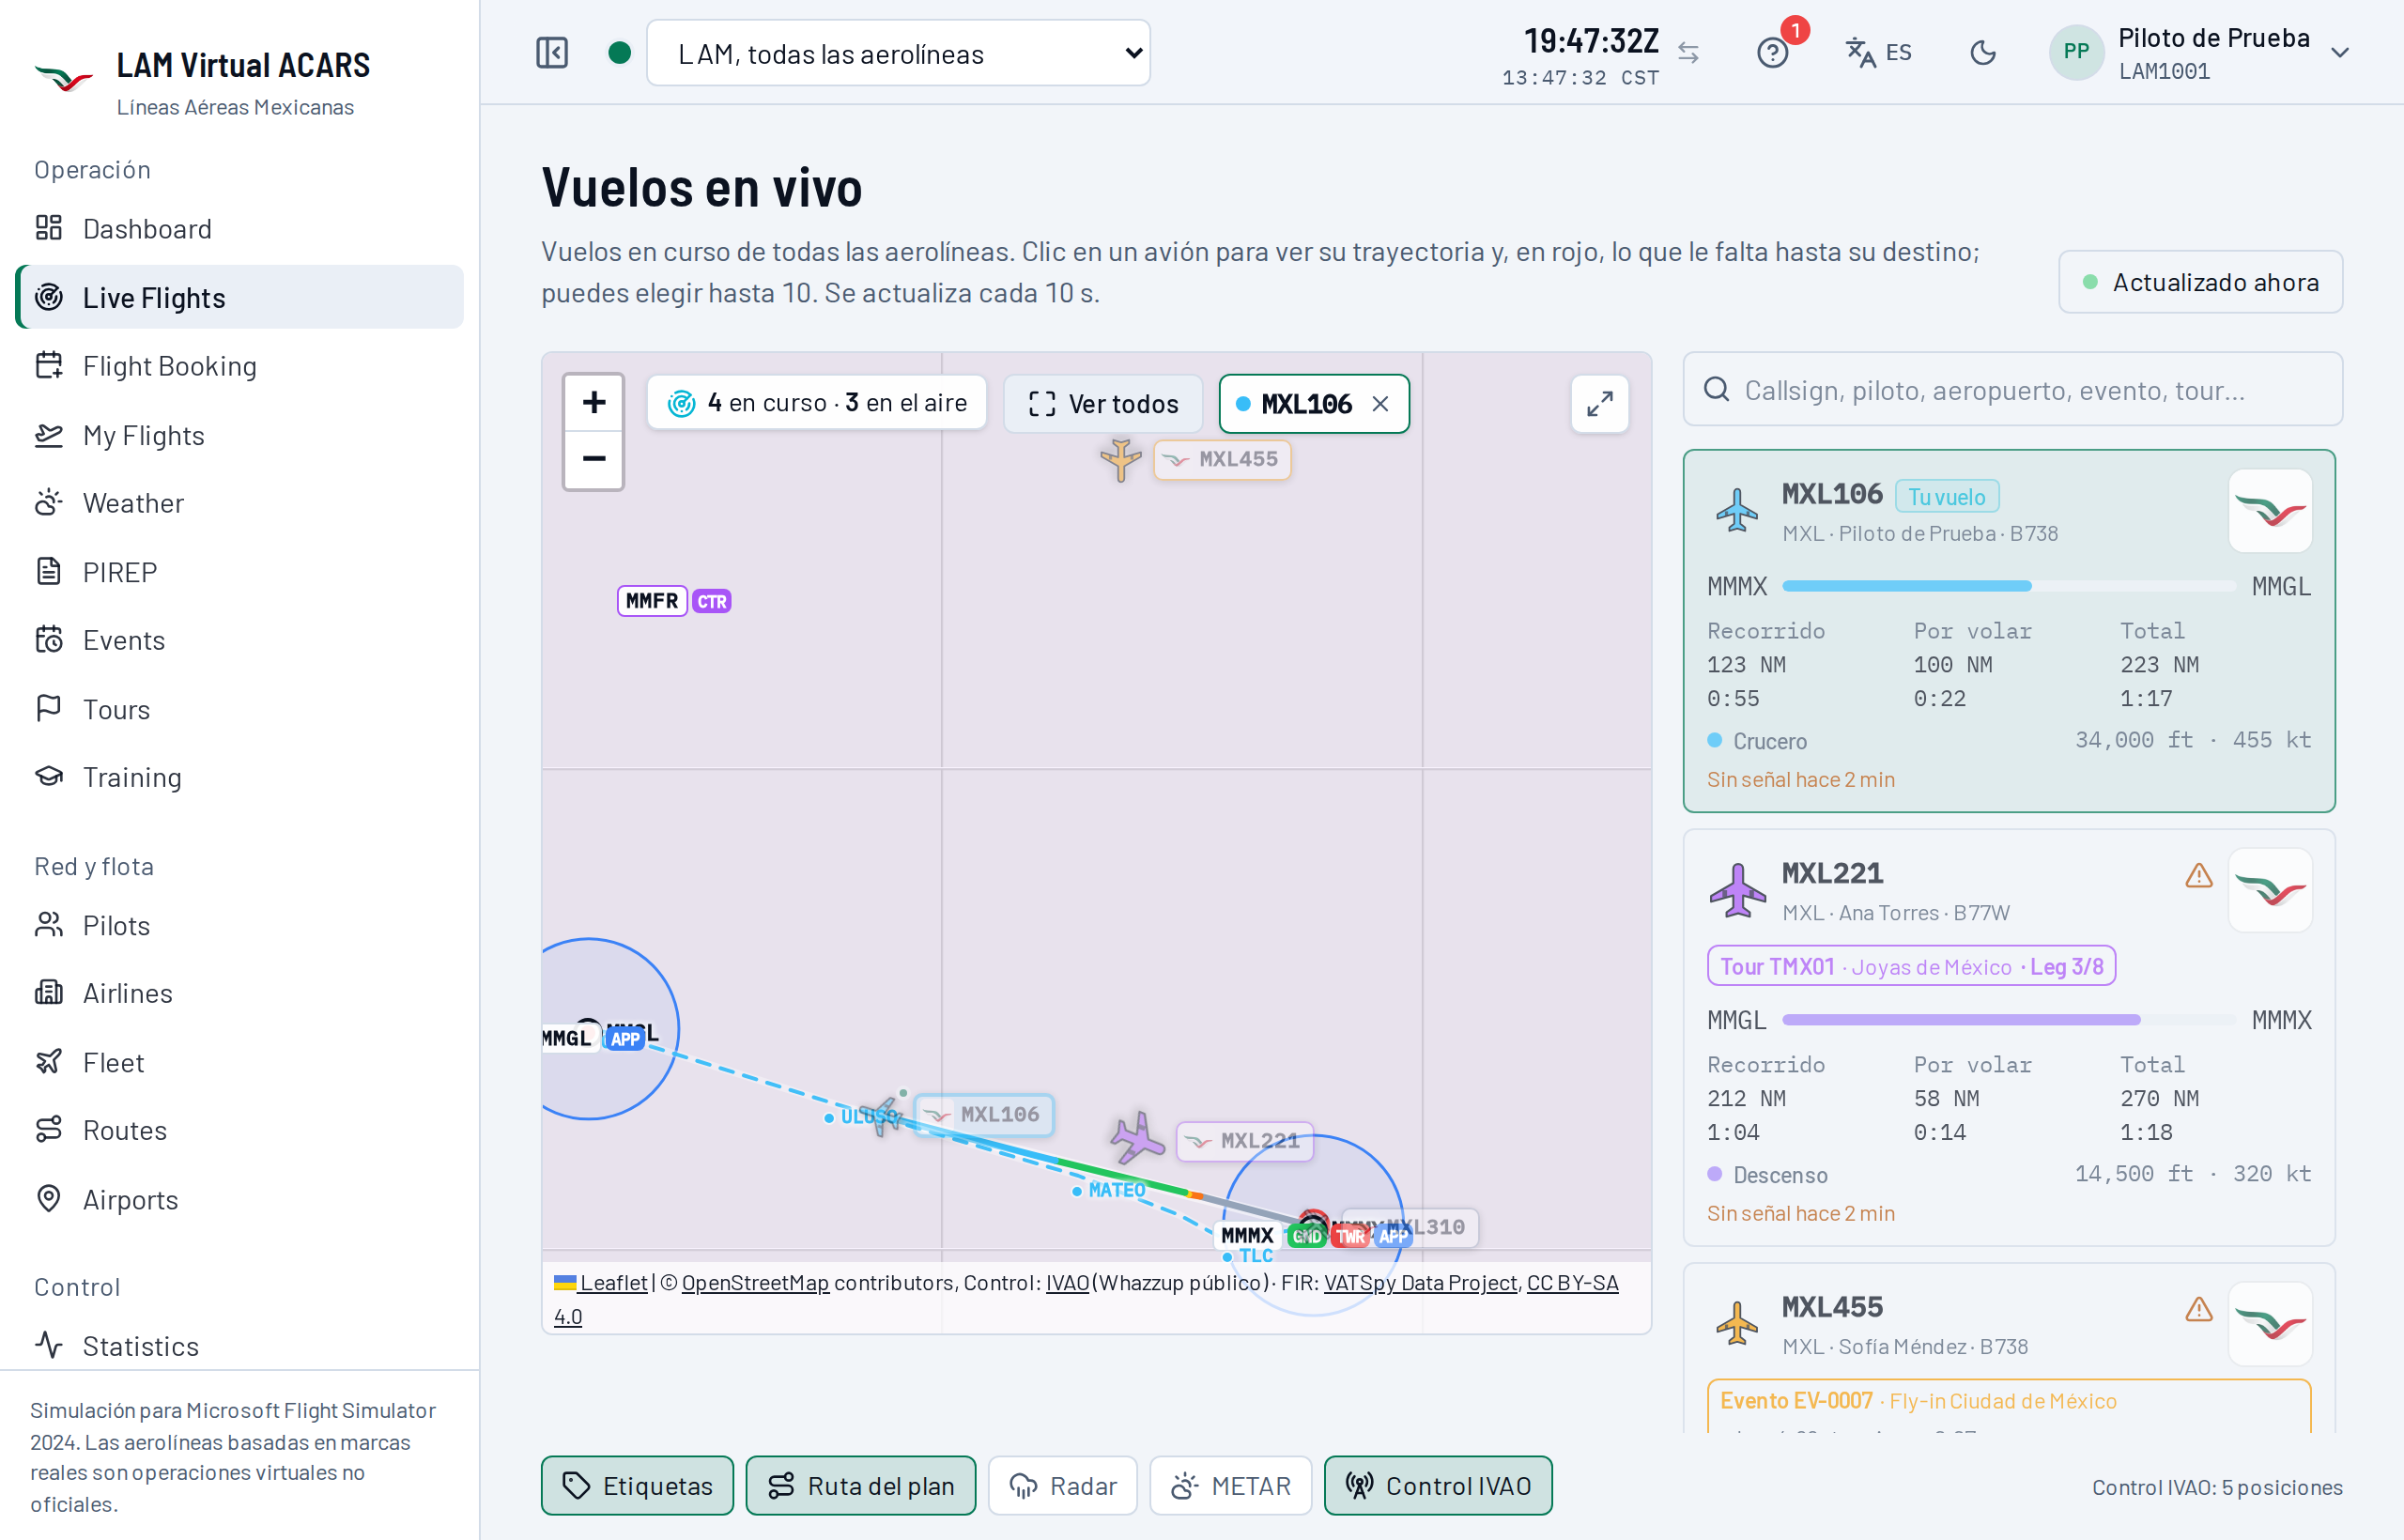 LAM Virtual ACARS
Líneas Aéreas Mexicanas
Operación
Dashboard
Live Flights
Flight Booking
My Flights
Weather
PIREP
Events
Tours
Training
Red y flota
Pilots
Airlines
Fleet
Routes
Airports
Control
Statistics
Simulación para Microsoft Flight Simulator
2024. Las aerolíneas basadas en marcas
reales son operaciones virtuales no
oficiales.
LAM, todas las aerolíneas
19:47:32Z
13:47:32 CST
1
ES
PP
Piloto de Prueba
LAM1001
Vuelos en vivo
Vuelos en curso de todas las aerolíneas. Clic en un avión para ver su trayectoria y, en rojo, lo que le falta hasta su destino;
puedes elegir hasta 10. Se actualiza cada 10 s.
Actualizado ahora
+
−
4 en curso · 3 en el aire
Ver todos
MXL106
MXL455
MMFR CTR
MMGL APP
ULUSO
MXL106
MXL221
MATEO
MMMX GND TWR APP
MXL310
TLC
Leaflet | © OpenStreetMap contributors, Control: IVAO (Whazzup público) · FIR: VATSpy Data Project, CC BY-SA
4.0
Callsign, piloto, aeropuerto, evento, tour...
MXL106 Tu vuelo
MXL · Piloto de Prueba · B738
MMMX MMGL
Recorrido Por volar Total
123 NM 100 NM 223 NM
0:55 0:22 1:17
Crucero 34,000 ft · 455 kt
Sin señal hace 2 min
MXL221
MXL · Ana Torres · B77W
Tour TMX01 · Joyas de México · Leg 3/8
MMGL MMMX
Recorrido Por volar Total
212 NM 58 NM 270 NM
1:04 0:14 1:18
Descenso 14,500 ft · 320 kt
Sin señal hace 2 min
MXL455
MXL · Sofía Méndez · B738
Evento EV-0007 · Fly-in Ciudad de México
Etiquetas
Ruta del plan
Radar
METAR
Control IVAO
Control IVAO: 5 posiciones